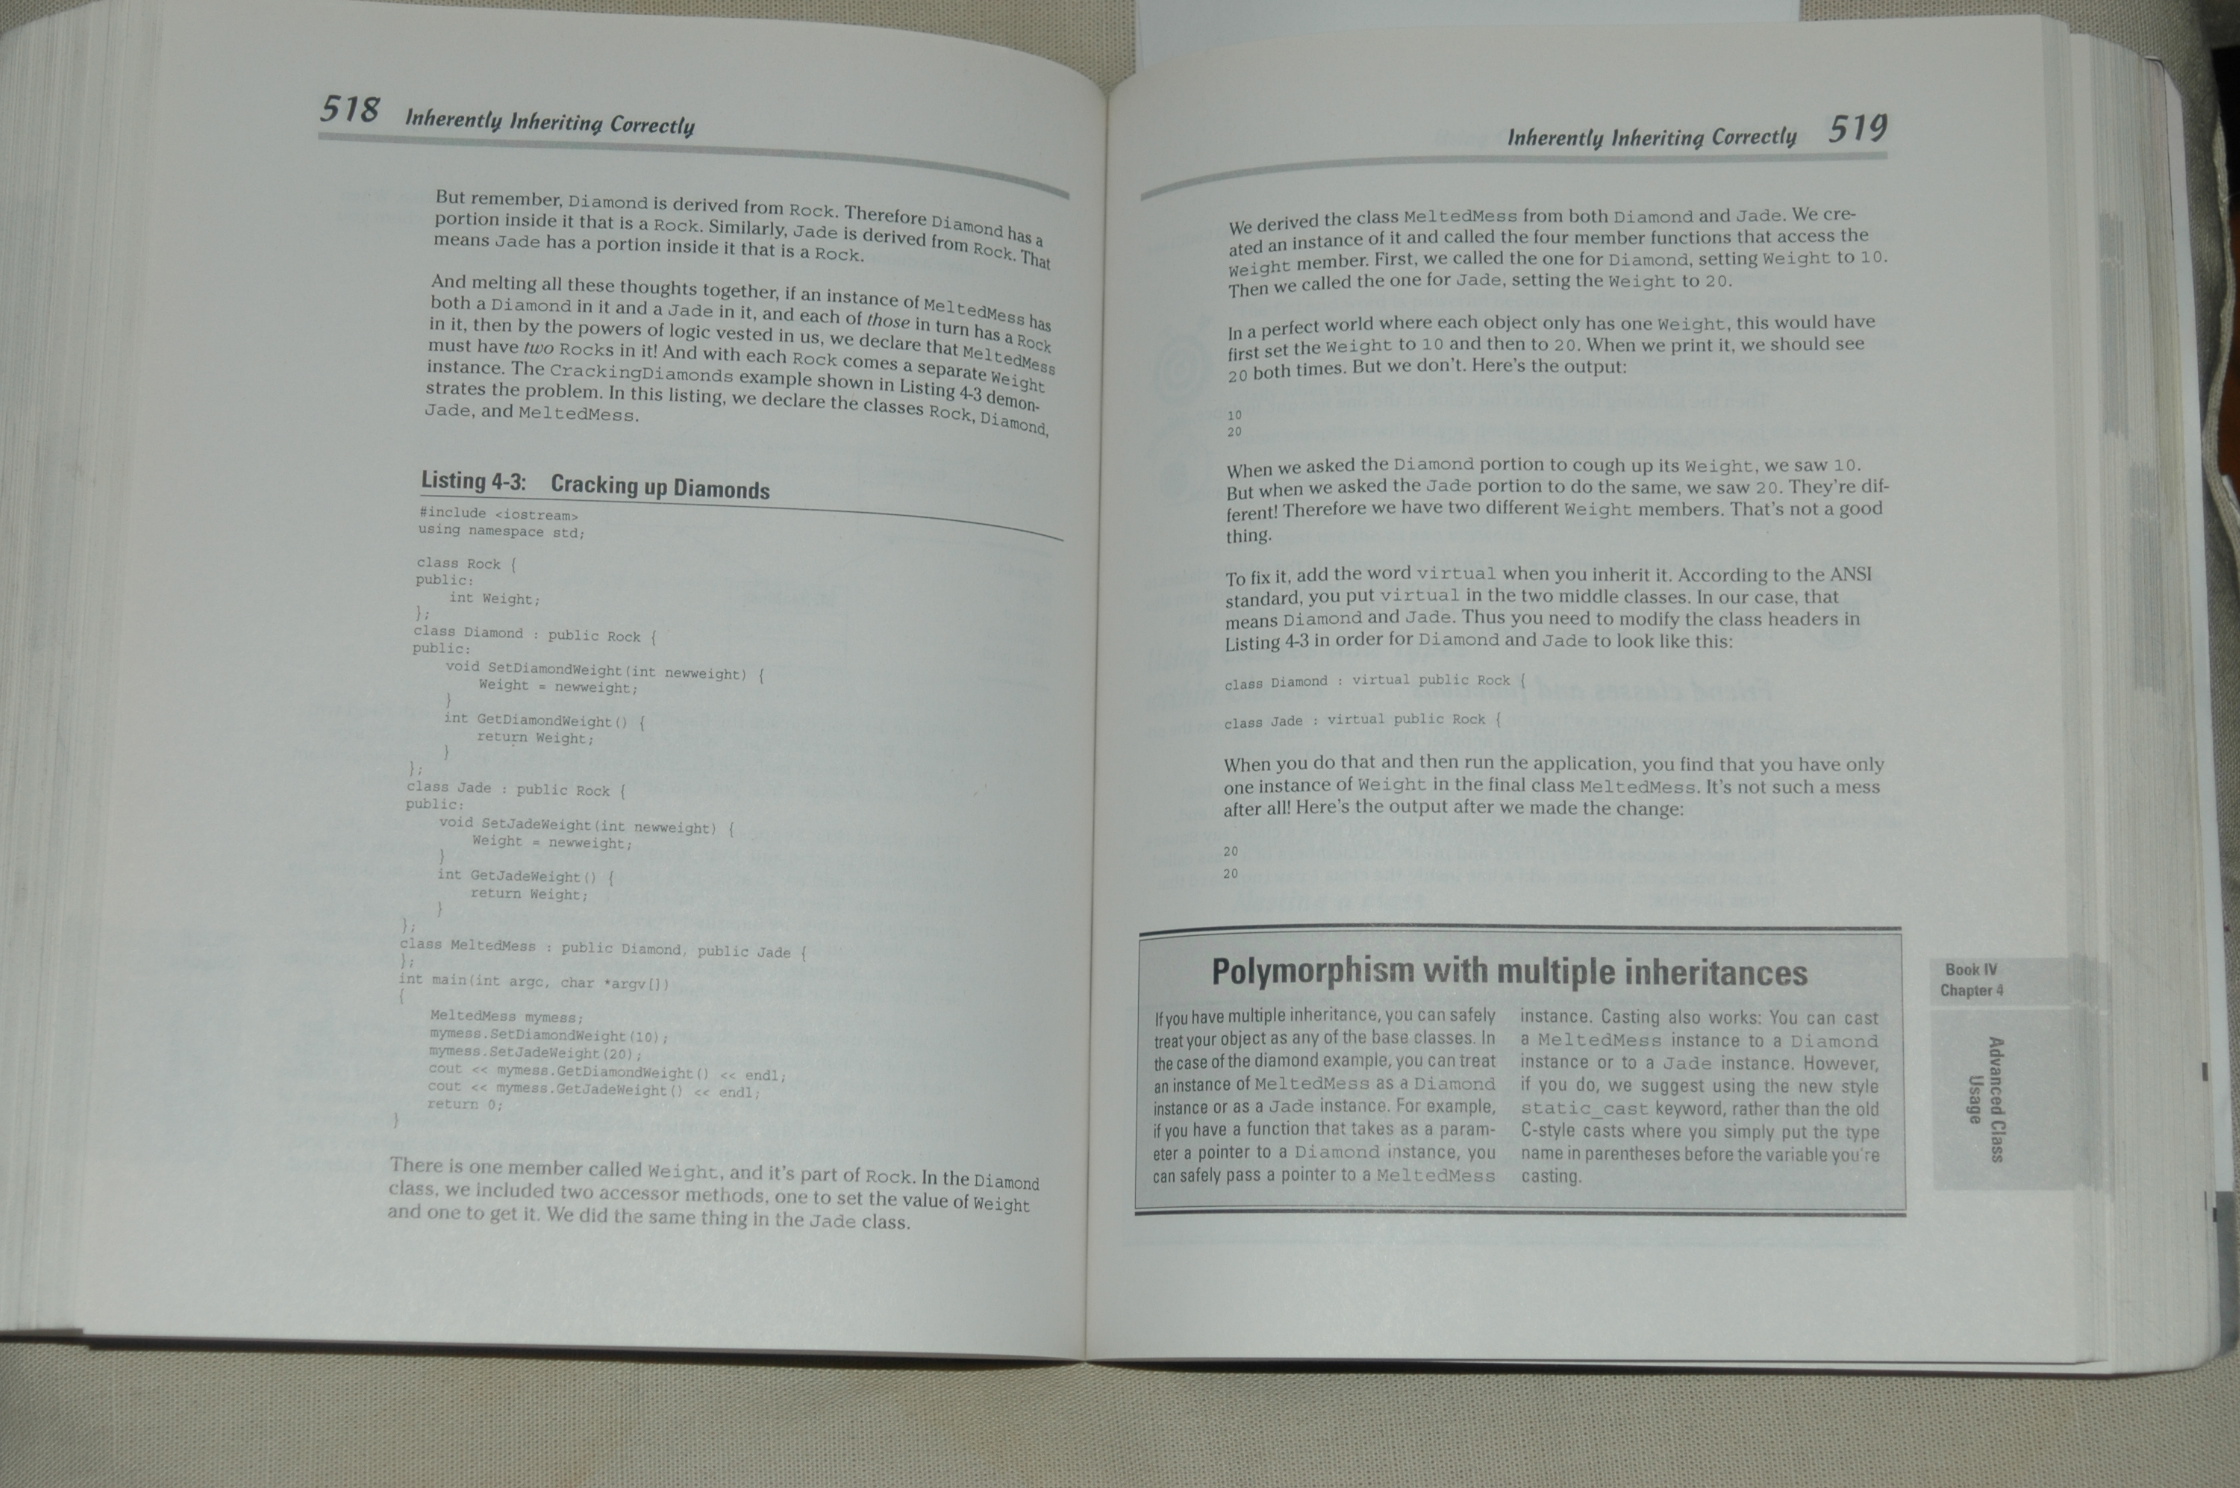 518 Inherently Inheriting Correctly
But remember, Diamond is derived from Rock. Therefore Diamond has a
portion inside it that is a Rock. Similarly, Jade is derived from Rock. That
means Jade has a portion inside it that is a Rock.
And melting all these thoughts together, if an instance of MeltedMess has
both a Diamond in it and a Jade in it, and each of those in turn has a Rock
in it, then by the powers of logic vested in us, we declare that MeltedMess
must have two Rocks in it! And with each Rock comes a separate Weight
instance. The CrackingDiamonds example shown in Listing 4-3 demon-
strates the problem. In this listing, we declare the classes Rock, Diamond,
Jade, and MeltedMess.
Listing 4-3: Cracking up Diamonds
#include <iostream>
using namespace std;
class Rock {
public:
    int Weight;
};
class Diamond : public Rock {
public:
    void SetDiamondWeight(int newweight) {
        Weight = newweight;
    }
    int GetDiamondWeight() {
        return Weight;
    }
};
class Jade : public Rock {
public:
    void SetJadeWeight(int newweight) {
        Weight = newweight;
    }
    int GetJadeWeight() {
        return Weight;
    }
};
class MeltedMess : public Diamond, public Jade {
};
int main(int argc, char *argv[])
{
    MeltedMess mymess;
    mymess.SetDiamondWeight(10);
    mymess.SetJadeWeight(20);
    cout << mymess.GetDiamondWeight() << endl;
    cout << mymess.GetJadeWeight() << endl;
    return 0;
}
There is one member called Weight, and it's part of Rock. In the Diamond
class, we included two accessor methods, one to set the value of Weight
and one to get it. We did the same thing in the Jade class.
Inherently Inheriting Correctly 519
We derived the class MeltedMess from both Diamond and Jade. We cre-
ated an instance of it and called the four member functions that access the
Weight member. First, we called the one for Diamond, setting Weight to 10.
Then we called the one for Jade, setting the Weight to 20.
In a perfect world where each object only has one Weight, this would have
first set the Weight to 10 and then to 20. When we print it, we should see
20 both times. But we don't. Here's the output:
10
20
When we asked the Diamond portion to cough up its Weight, we saw 10.
But when we asked the Jade portion to do the same, we saw 20. They're dif-
ferent! Therefore we have two different Weight members. That's not a good
thing.
To fix it, add the word virtual when you inherit it. According to the ANSI
standard, you put virtual in the two middle classes. In our case, that
means Diamond and Jade. Thus you need to modify the class headers in
Listing 4-3 in order for Diamond and Jade to look like this:
class Diamond : virtual public Rock {
class Jade : virtual public Rock {
When you do that and then run the application, you find that you have only
one instance of Weight in the final class MeltedMess. It's not such a mess
after all! Here's the output after we made the change:
20
20
Polymorphism with multiple inheritances
If you have multiple inheritance, you can safely
treat your object as any of the base classes. In
the case of the diamond example, you can treat
an instance of MeltedMess as a Diamond
instance or as a Jade instance. For example,
if you have a function that takes as a param-
eter a pointer to a Diamond instance, you
can safely pass a pointer to a MeltedMess
instance. Casting also works: You can cast
a MeltedMess instance to a Diamond
instance or to a Jade instance. However,
if you do, we suggest using the new style
static_cast keyword, rather than the old
C-style casts where you simply put the type
name in parentheses before the variable you're
casting.
Book IV
Chapter 4
Advanced Class
Usage